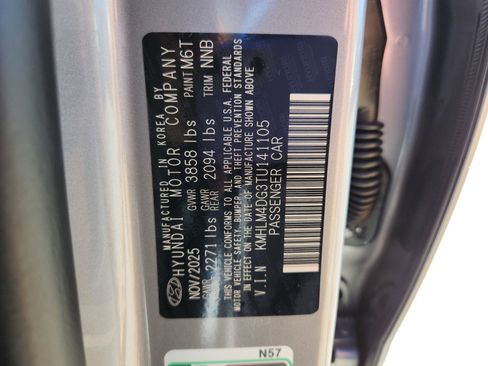 MANUFACTURED IN KOREA BY
HYUNDAI MOTOR COMPANY
NOV/2025 GVWR 3858 lbs PAINT M6T
GAWR 2271 lbs GAWR REAR 2094 lbs TRIM NNB
THIS VEHICLE CONFORMS TO ALL APPLICABLE U.S.A. FEDERAL
MOTOR VEHICLE SAFETY, BUMPER, AND THEFT PREVENTION STANDARDS
IN EFFECT ON THE DATE OF MANUFACTURE SHOWN ABOVE.
V.I.N KMHLM4DG3TU141105
PASSENGER CAR
N57